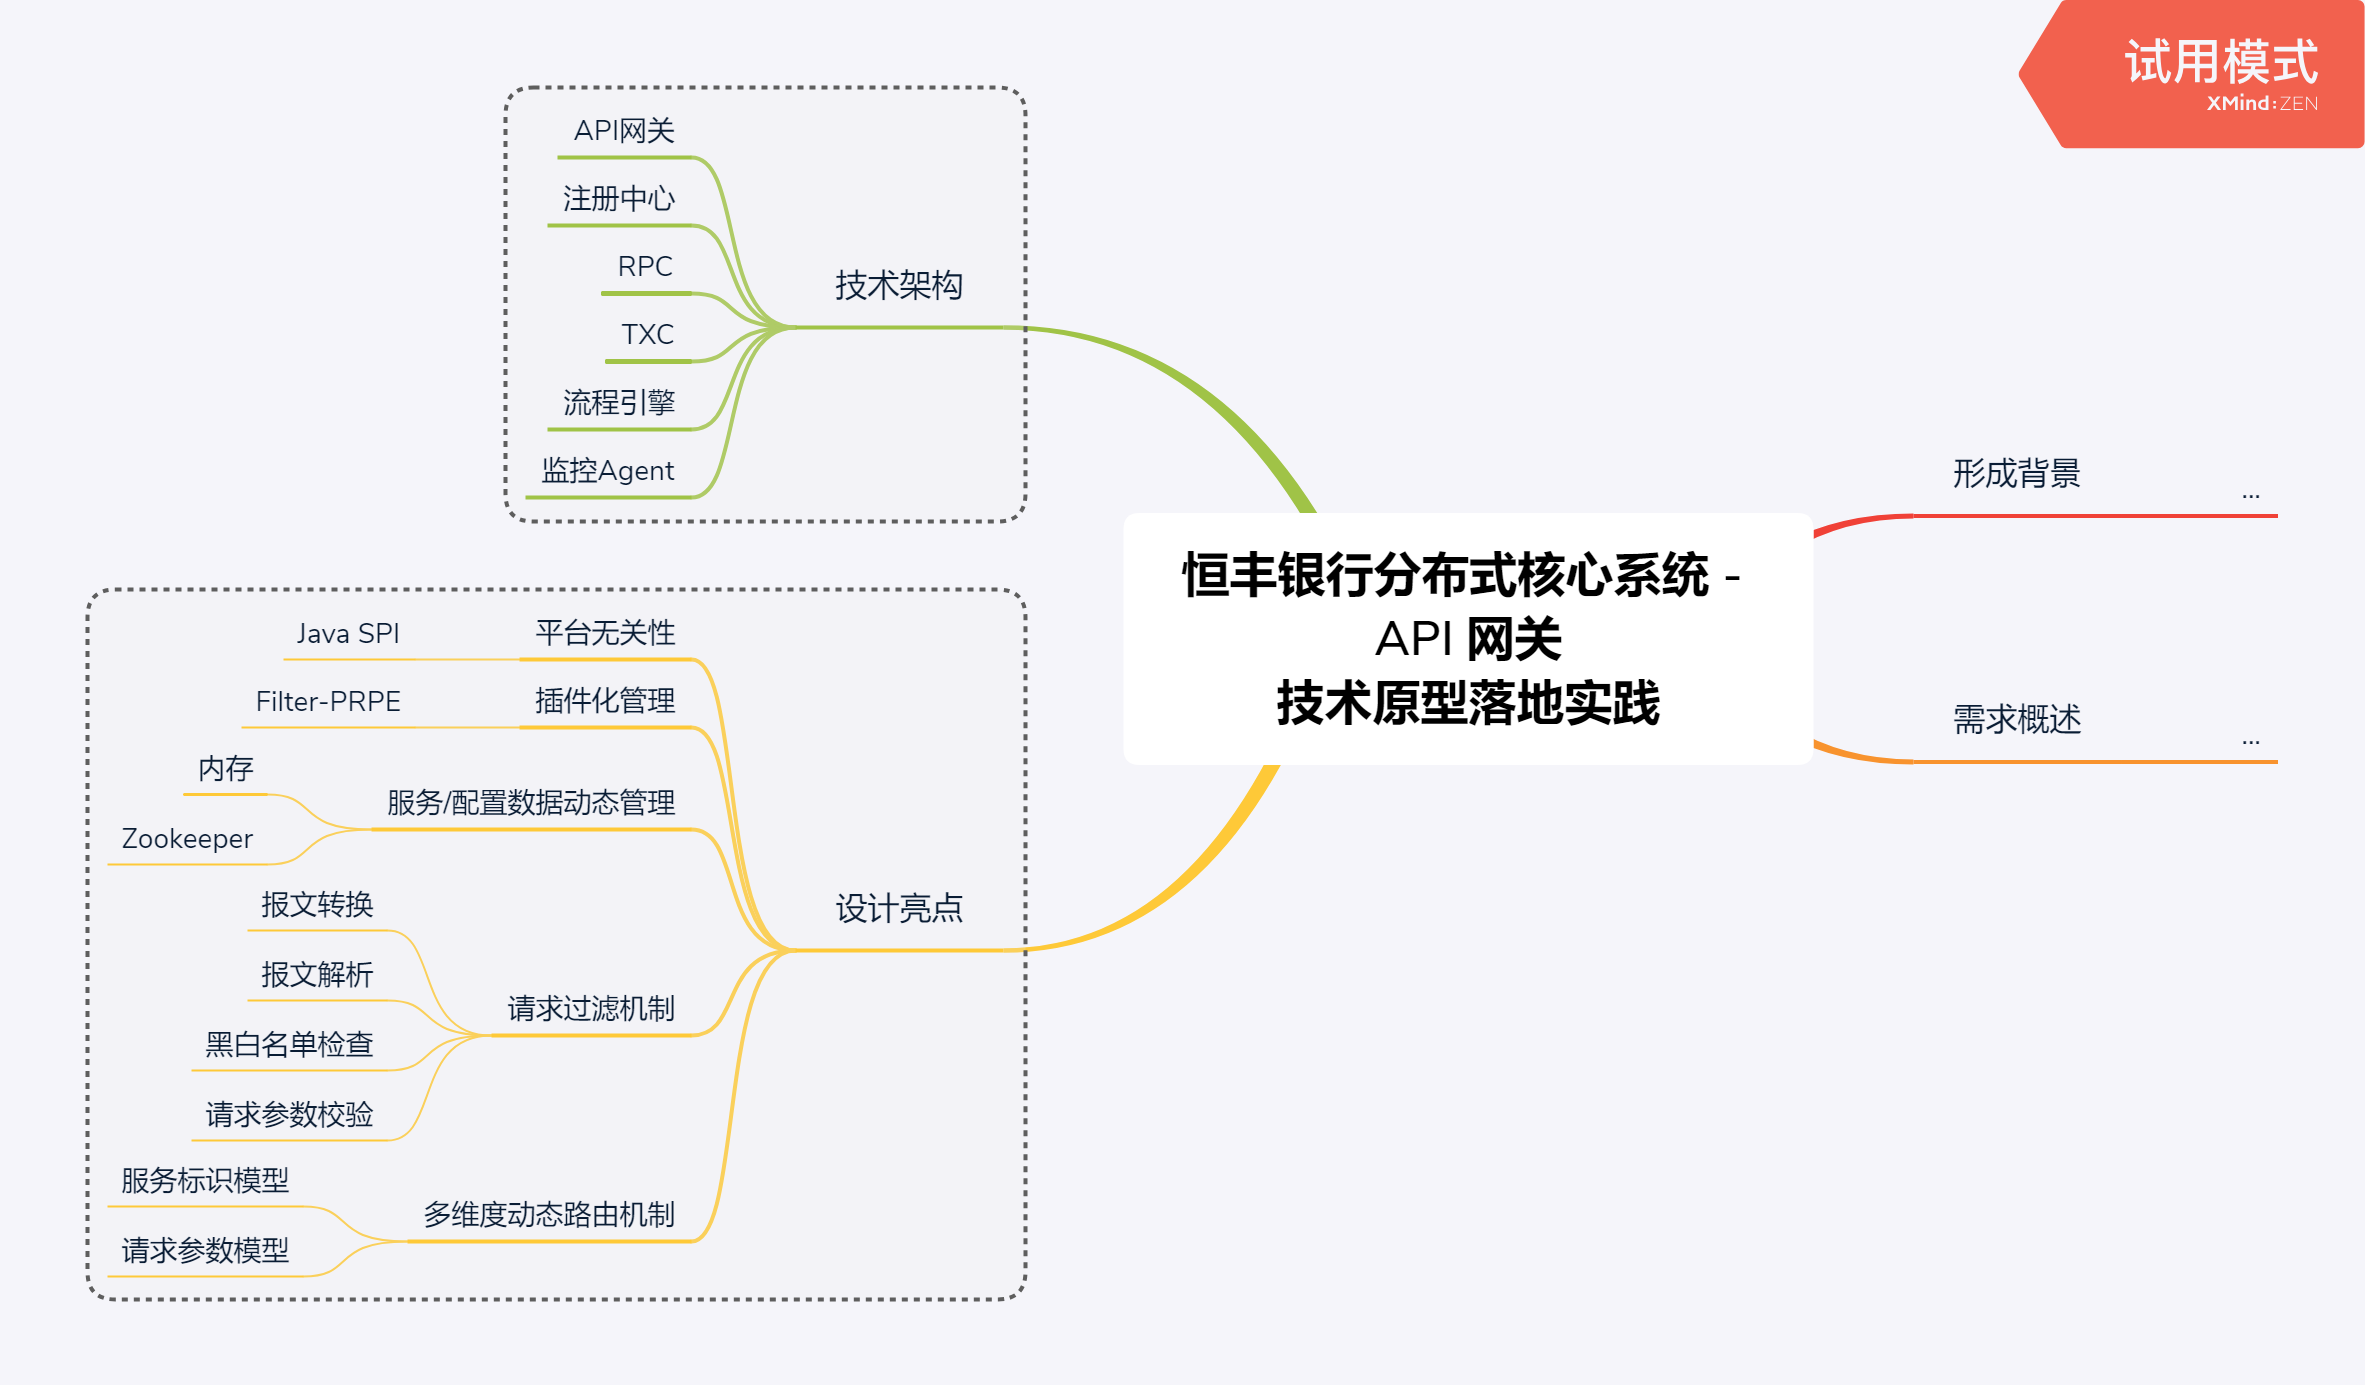 试用模式
XMind:ZEN
API网关
注册中心
RPC
TXC
流程引擎
监控Agent
技术架构
恒丰银行分布式核心系统 -
API 网关
技术原型落地实践
形成背景
...
需求概述
...
设计亮点
平台无关性
Java SPI
插件化管理
Filter-PRPE
服务/配置数据动态管理
内存
Zookeeper
请求过滤机制
报文转换
报文解析
黑白名单检查
请求参数校验
多维度动态路由机制
服务标识模型
请求参数模型